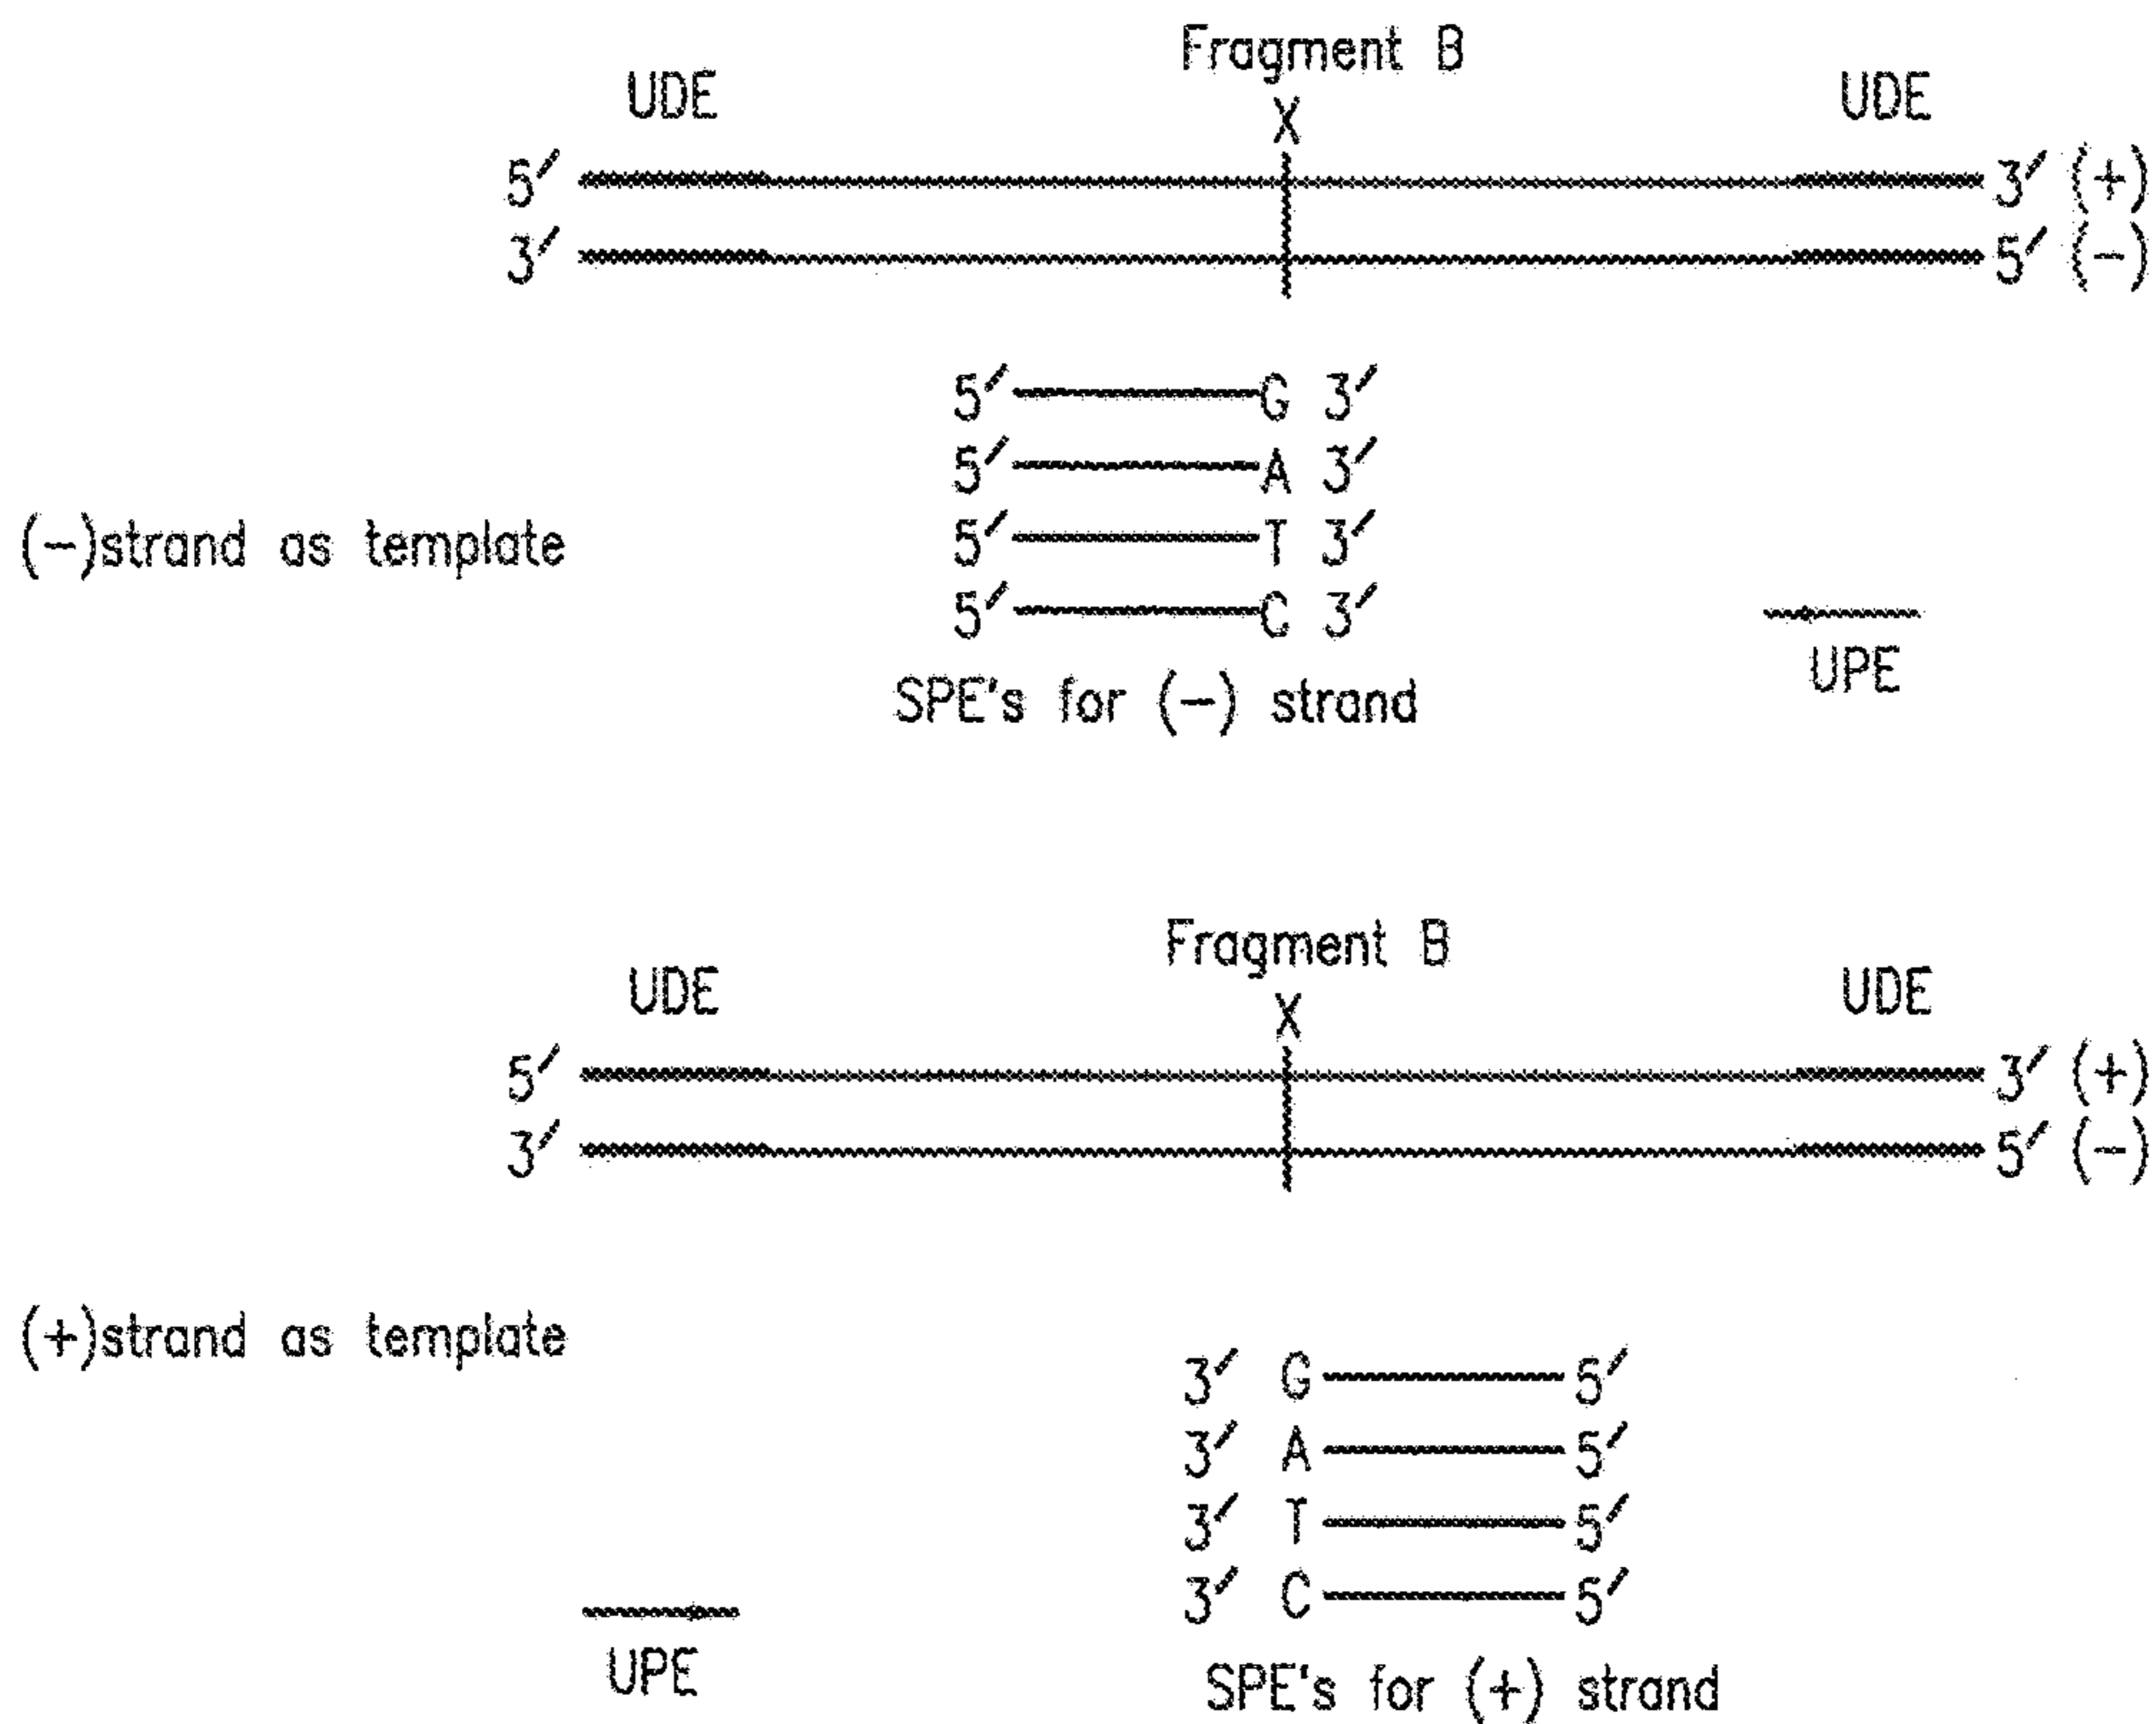 Fragment B
UDE X UDE
5′ 3′ (+)
3′ 5′ (-)
5′ G 3′
5′ A 3′
(-)strand as template 5′ T 3′
5′ C 3′
UPE
SPE's for (-) strand
Fragment B
UDE X UDE
5′ 3′ (+)
3′ 5′ (-)
(+)strand as template
3′ G 5′
3′ A 5′
3′ T 5′
3′ C 5′
UPE
SPE's for (+) strand